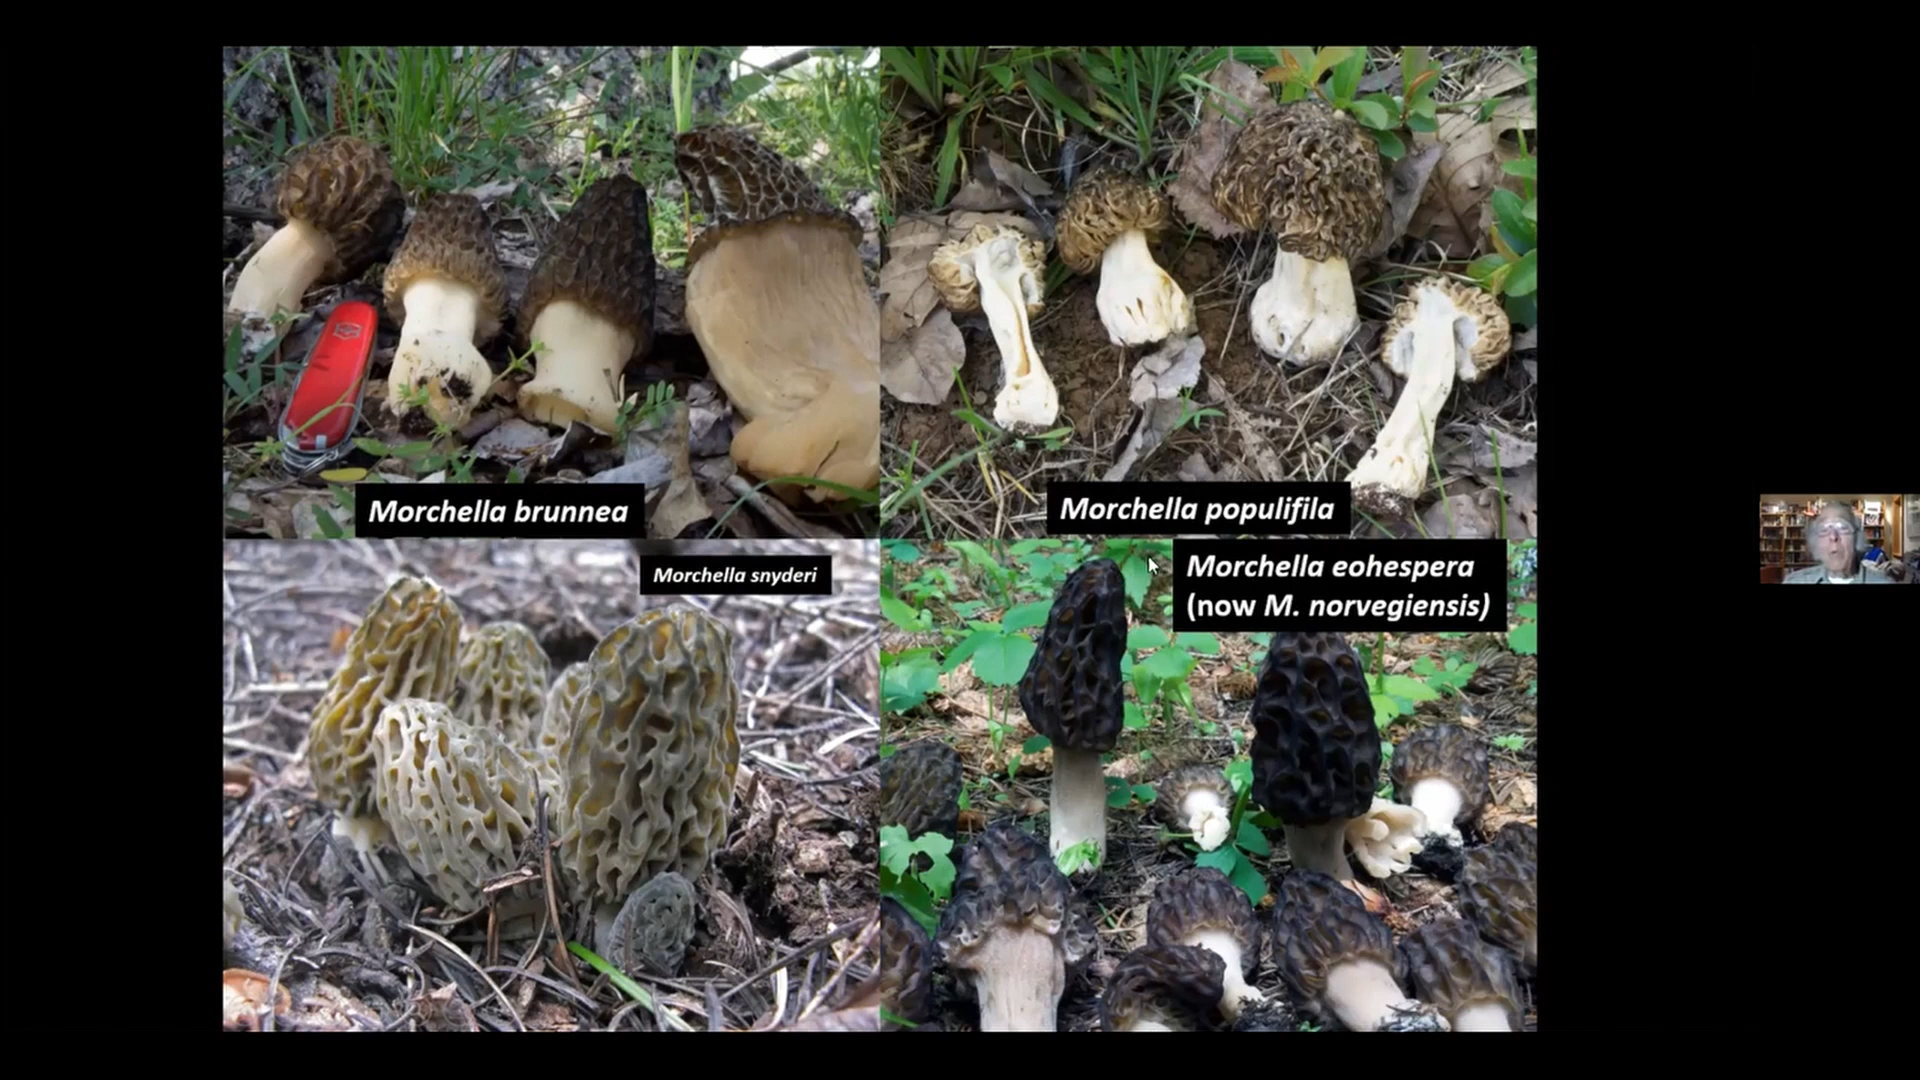 Morchella brunnea
Morchella populifila
Morchella snyderi
Morchella eohespera
(now M. norvegiensis)